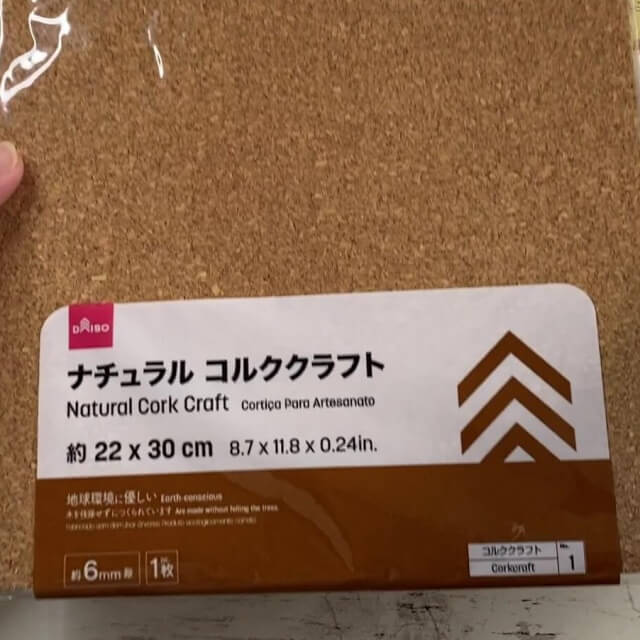 DAISO
ナチュラル コルククラフト
Natural Cork Craft Cortiça Para Artesanato
約 22 x 30 cm 8.7 x 11.8 x 0.24in.
地球環境に優しい Earth-conscious
木を伐採せずにつくられています Are made without felling the trees.
約6mm厚 1枚
コルククラフト No.
Corkcraft 1